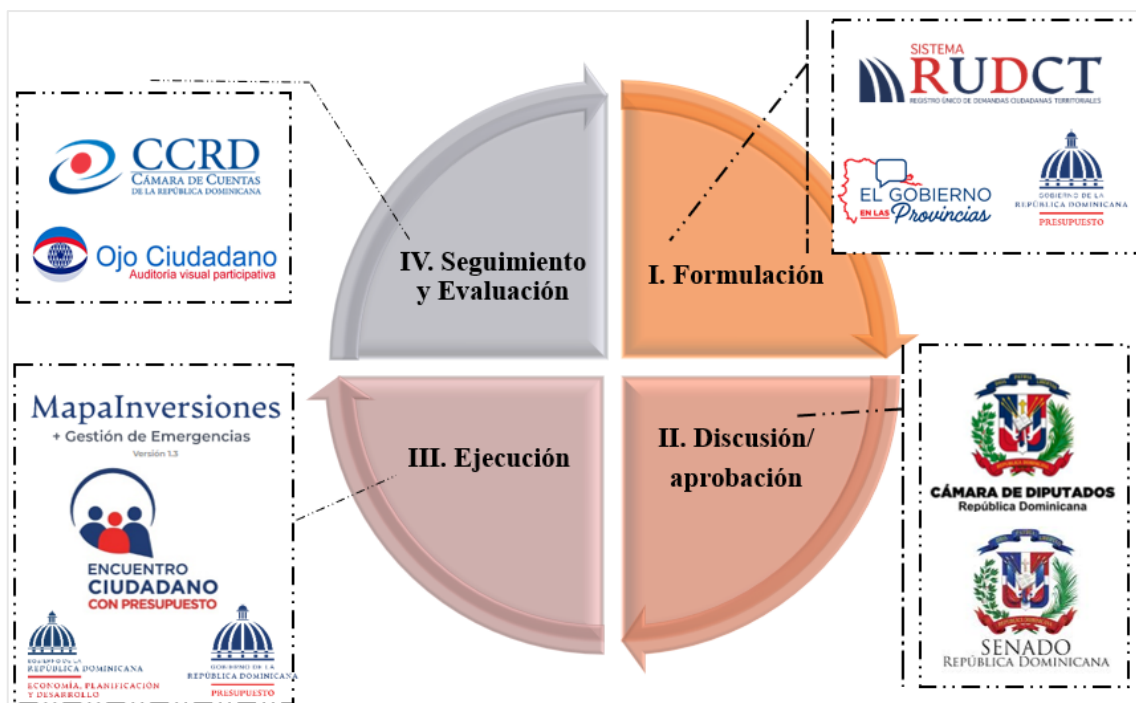 SISTEMA
RUDCT
REGISTRO ÚNICO DE DEMANDAS CIUDADANAS TERRITORIALES
EL GOBIERNO
EN LAS Provincias
GOBIERNO DE LA
REPÚBLICA DOMINICANA
PRESUPUESTO
CCRD
CÁMARA DE CUENTAS
DE LA REPÚBLICA DOMINICANA
Ojo Ciudadano
Auditoría visual participativa
IV. Seguimiento
y Evaluación
I. Formulación
III. Ejecución
II. Discusión/
aprobación
MapaInversiones
+ Gestión de Emergencias
Versión 1.3
ENCUENTRO
CIUDADANO
CON PRESUPUESTO
GOBIERNO DE LA
REPÚBLICA DOMINICANA
ECONOMÍA, PLANIFICACIÓN
Y DESARROLLO
GOBIERNO DE LA
REPÚBLICA DOMINICANA
PRESUPUESTO
CÁMARA DE DIPUTADOS
República Dominicana
SENADO
REPÚBLICA DOMINICANA